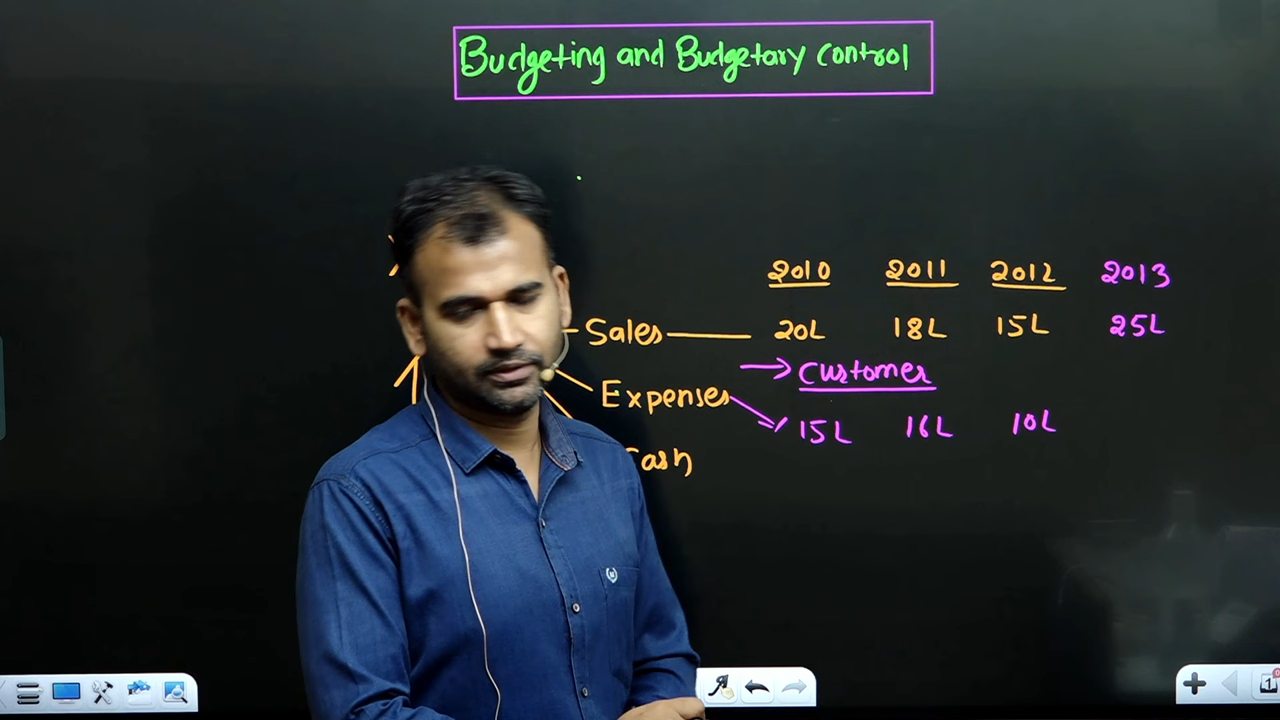 Budgeting and Budgetary control
2010 2011 2012 2013
Sales 20L 18L 15L 25L
customer
Expenses 15L 16L 10L
Cash
1